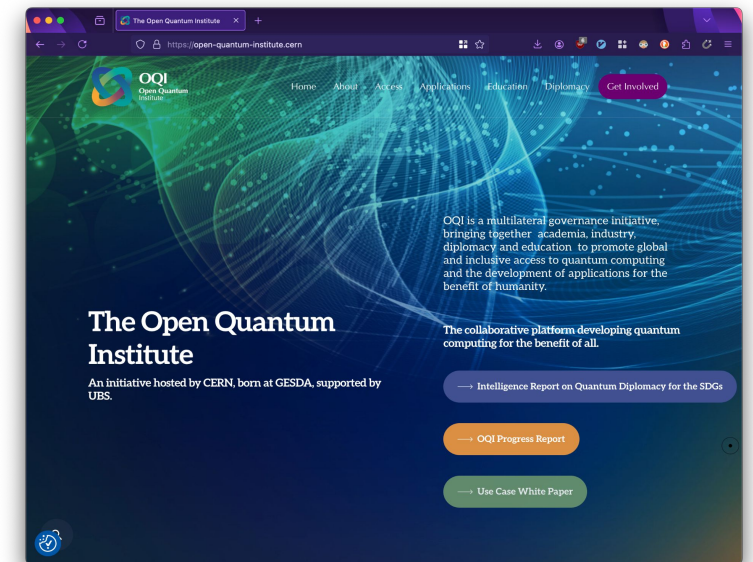 The Open Quantum Institute
https://open-quantum-institute.cern
OQI
Open Quantum
Institute
Home About Access Applications Education Diplomacy Get Involved
OQI is a multilateral governance initiative,
bringing together academia, industry,
diplomacy and education to promote global
and inclusive access to quantum computing
and the development of applications for the
benefit of humanity.
The Open Quantum
Institute
An initiative hosted by CERN, born at GESDA, supported by
UBS.
The collaborative platform developing quantum
computing for the benefit of all.
→ Intelligence Report on Quantum Diplomacy for the SDGs
→ OQI Progress Report
→ Use Case White Paper